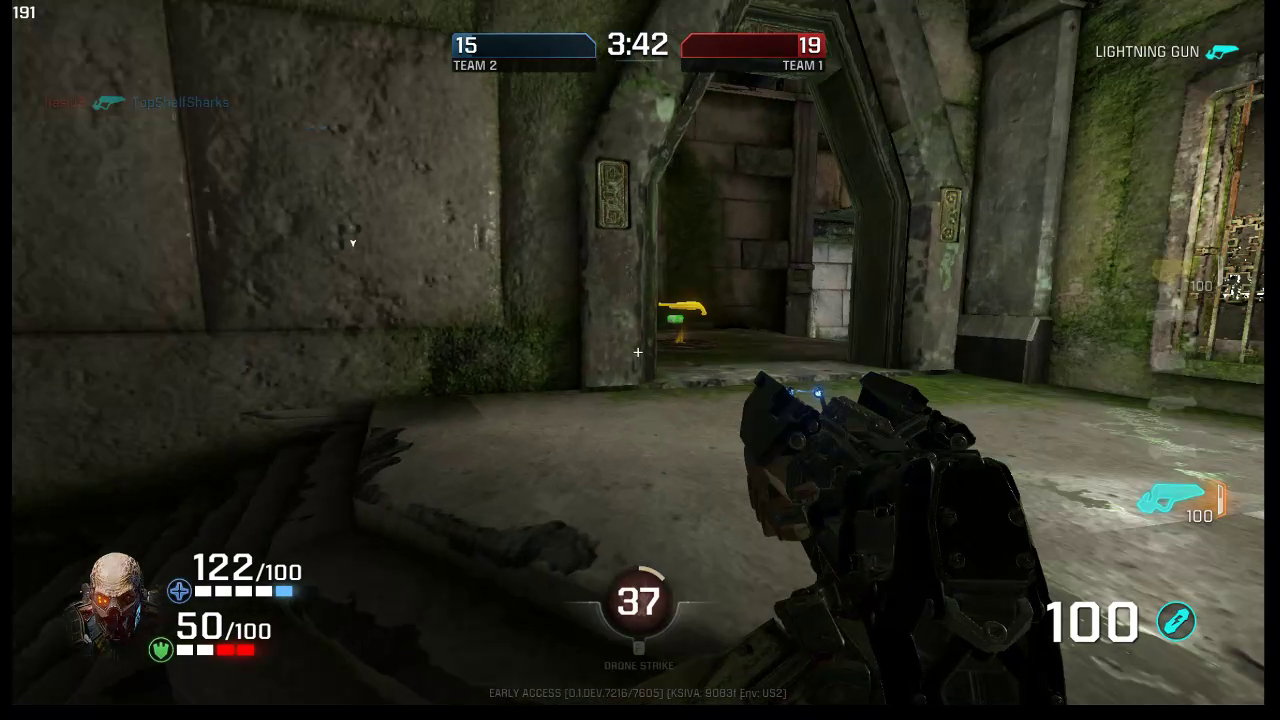 191
15 3:42 19
TEAM 2 TEAM 1
LIGHTNING GUN
TopShelfSharks
100
100
122/100
50/100
37
100
DRONE STRIKE